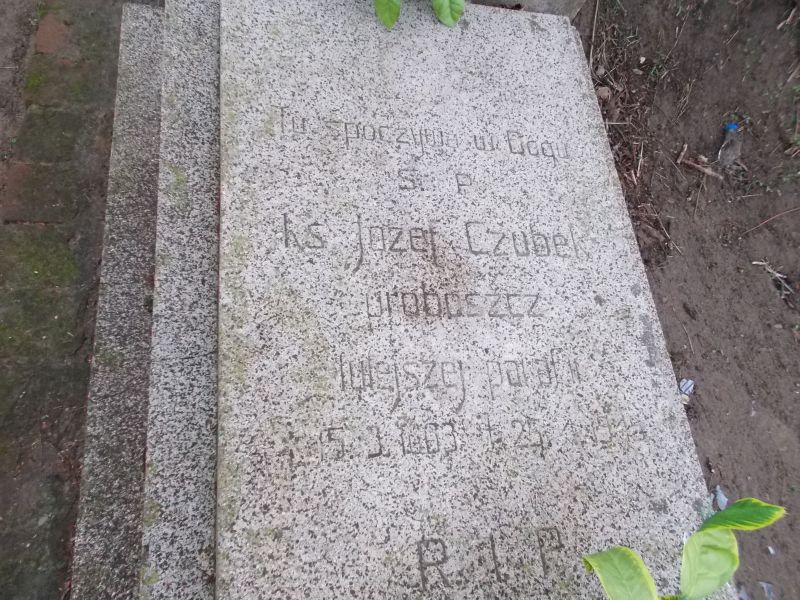 Tu spoczywa w Bogu
Ś. P.
ks. Józef Czubek
proboszcz
tutejszej parafii
R. I. P.